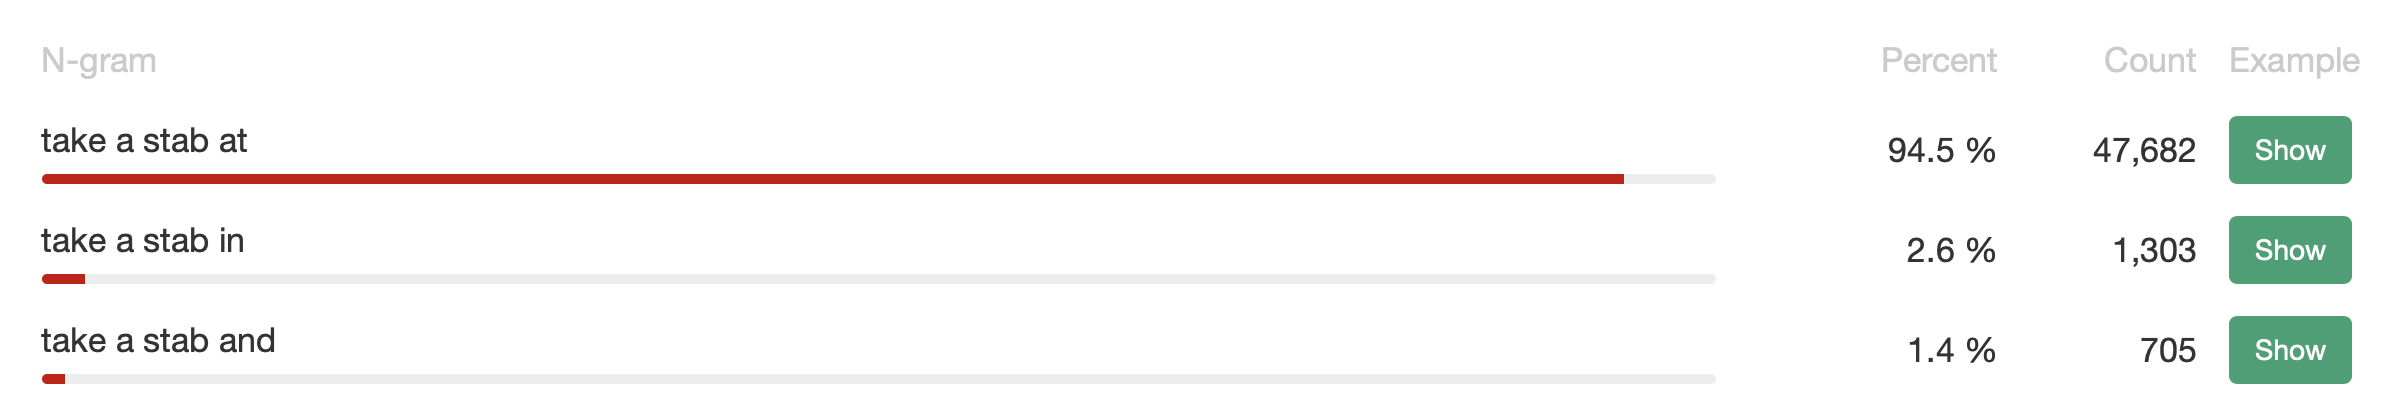 N-gram Percent Count Example
take a stab at 94.5 % 47,682 Show
take a stab in 2.6 % 1,303 Show
take a stab and 1.4 % 705 Show